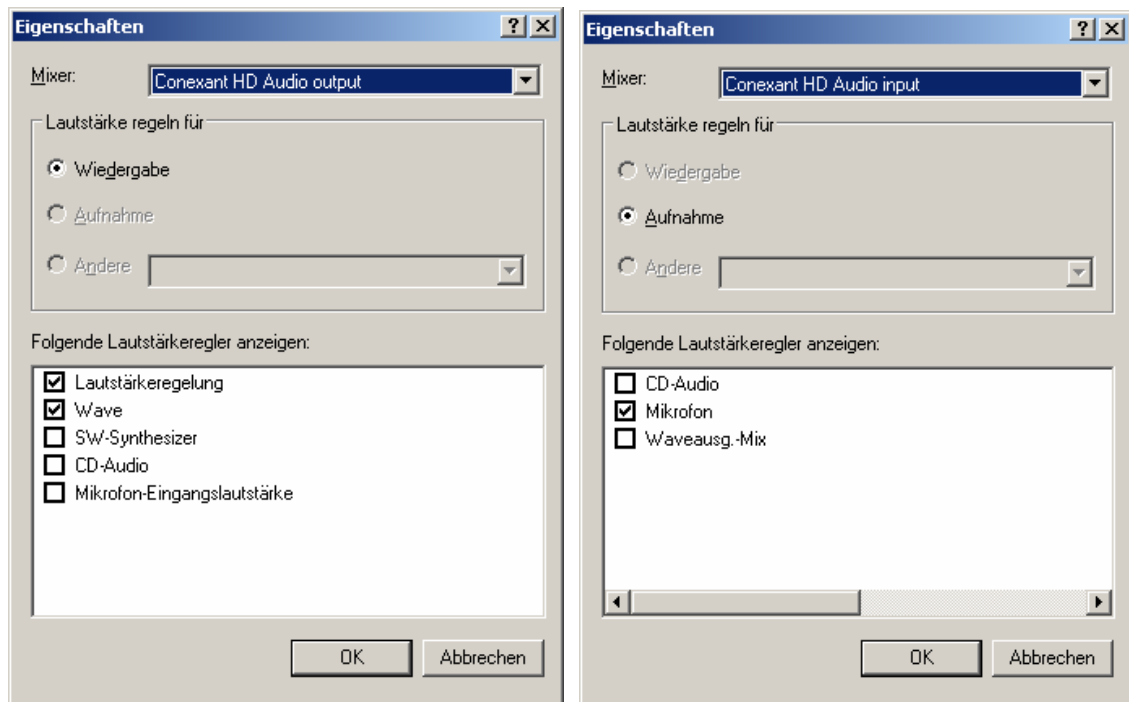 Eigenschaften
Mixer:
Conexant HD Audio output
Lautstärke regeln für
Wiedergabe
Aufnahme
Andere
Folgende Lautstärkeregler anzeigen:
Lautstärkeregelung
Wave
SW-Synthesizer
CD-Audio
Mikrofon-Eingangslautstärke
OK
Abbrechen
Eigenschaften
Mixer:
Conexant HD Audio input
Lautstärke regeln für
Wiedergabe
Aufnahme
Andere
Folgende Lautstärkeregler anzeigen:
CD-Audio
Mikrofon
Waveausg.-Mix
OK
Abbrechen